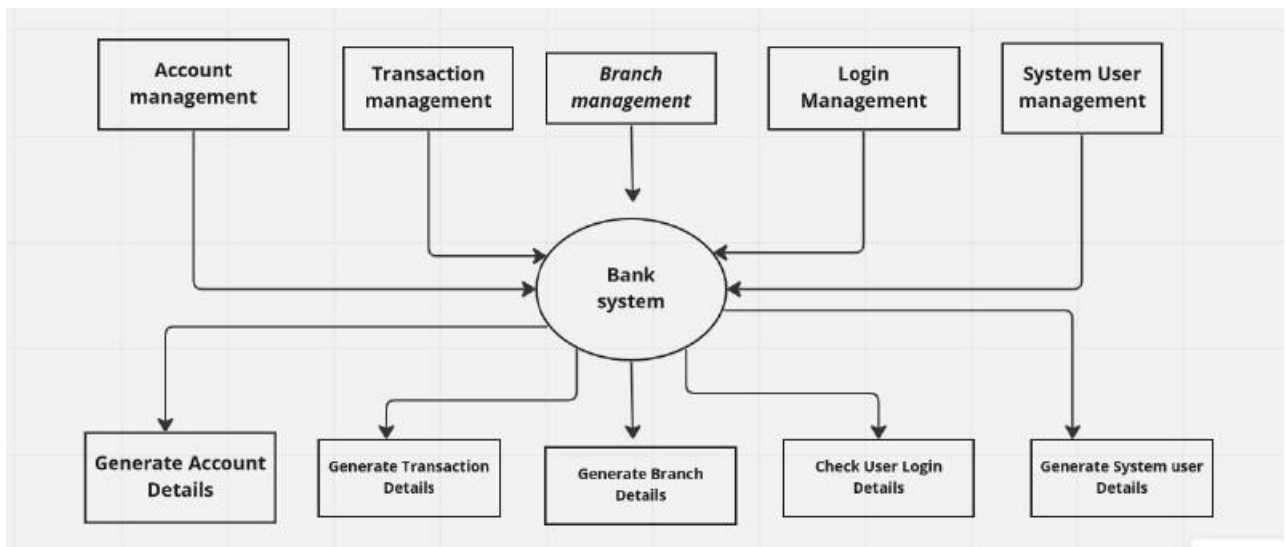 Account
management
Transaction
management
Branch
management
Login
Management
System User
management
Bank
system
Generate Account
Details
Generate Transaction
Details
Generate Branch
Details
Check User Login
Details
Generate System user
Details